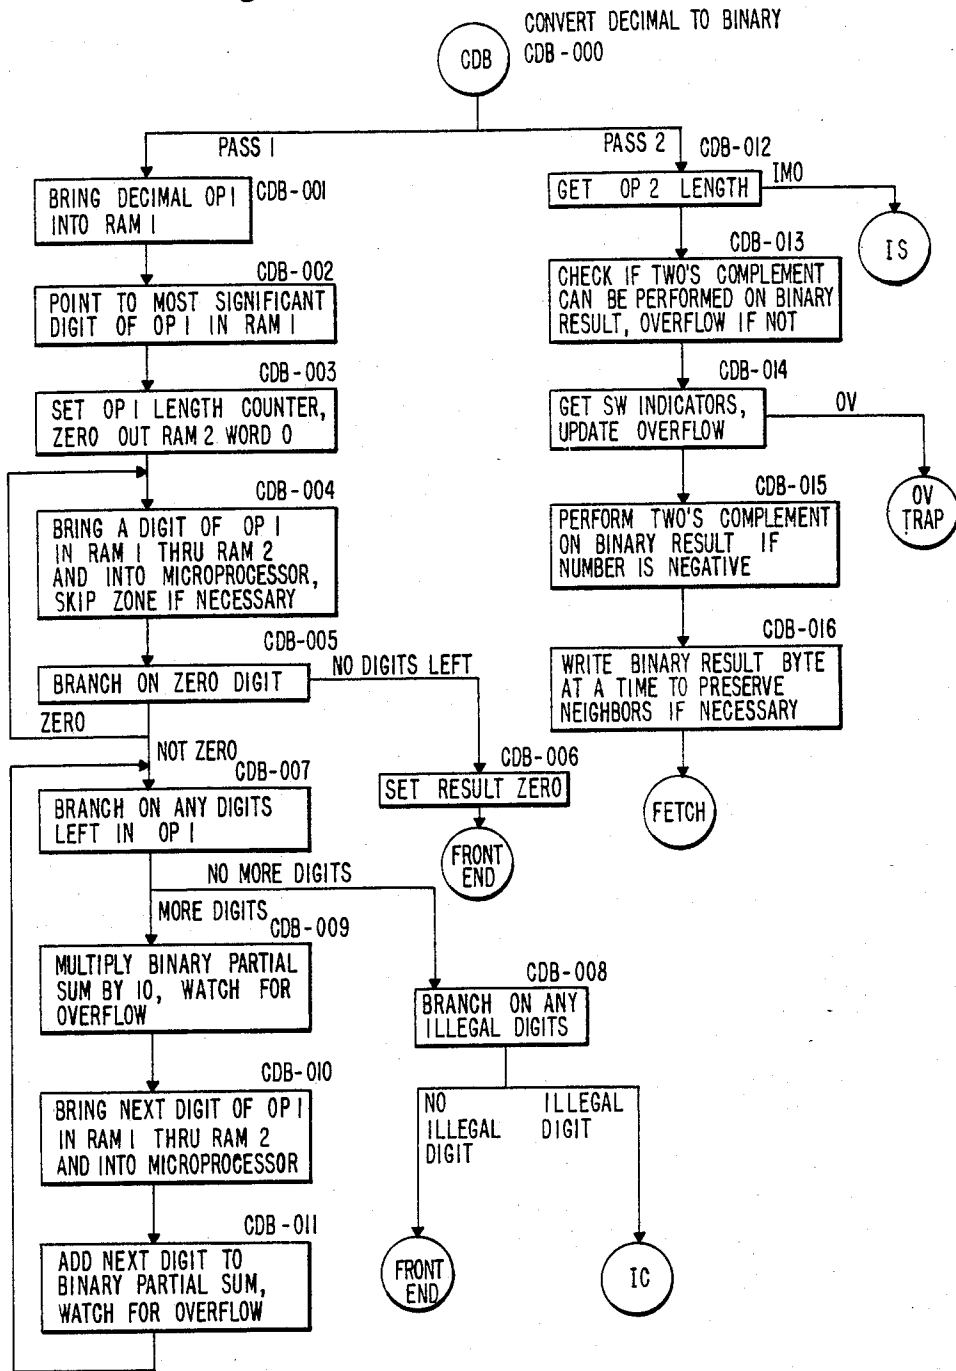 CONVERT DECIMAL TO BINARY
CDB
CDB-000
PASS 1
CDB-001
BRING DECIMAL OP1
INTO RAM 1
CDB-002
POINT TO MOST SIGNIFICANT
DIGIT OF OP1 IN RAM 1
CDB-003
SET OP1 LENGTH COUNTER,
ZERO OUT RAM 2 WORD 0
CDB-004
BRING A DIGIT OF OP1
IN RAM 1 THRU RAM 2
AND INTO MICROPROCESSOR,
SKIP ZONE IF NECESSARY
CDB-005
BRANCH ON ZERO DIGIT
NO DIGITS LEFT
ZERO
NOT ZERO
CDB-006
SET RESULT ZERO
FRONT
END
CDB-007
BRANCH ON ANY DIGITS
LEFT IN OP1
NO MORE DIGITS
MORE DIGITS
CDB-009
MULTIPLY BINARY PARTIAL
SUM BY 10, WATCH FOR
OVERFLOW
CDB-010
BRING NEXT DIGIT OF OP1
IN RAM 1 THRU RAM 2
AND INTO MICROPROCESSOR
CDB-011
ADD NEXT DIGIT TO
BINARY PARTIAL SUM,
WATCH FOR OVERFLOW
CDB-008
BRANCH ON ANY
ILLEGAL DIGITS
NO
ILLEGAL
DIGIT
ILLEGAL
DIGIT
FRONT
END
IC
PASS 2
CDB-012
GET OP2 LENGTH
IMO
IS
CDB-013
CHECK IF TWO'S COMPLEMENT
CAN BE PERFORMED ON BINARY
RESULT, OVERFLOW IF NOT
CDB-014
GET SW INDICATORS,
UPDATE OVERFLOW
OV
OV
TRAP
CDB-015
PERFORM TWO'S COMPLEMENT
ON BINARY RESULT IF
NUMBER IS NEGATIVE
CDB-016
WRITE BINARY RESULT BYTE
AT A TIME TO PRESERVE
NEIGHBORS IF NECESSARY
FETCH